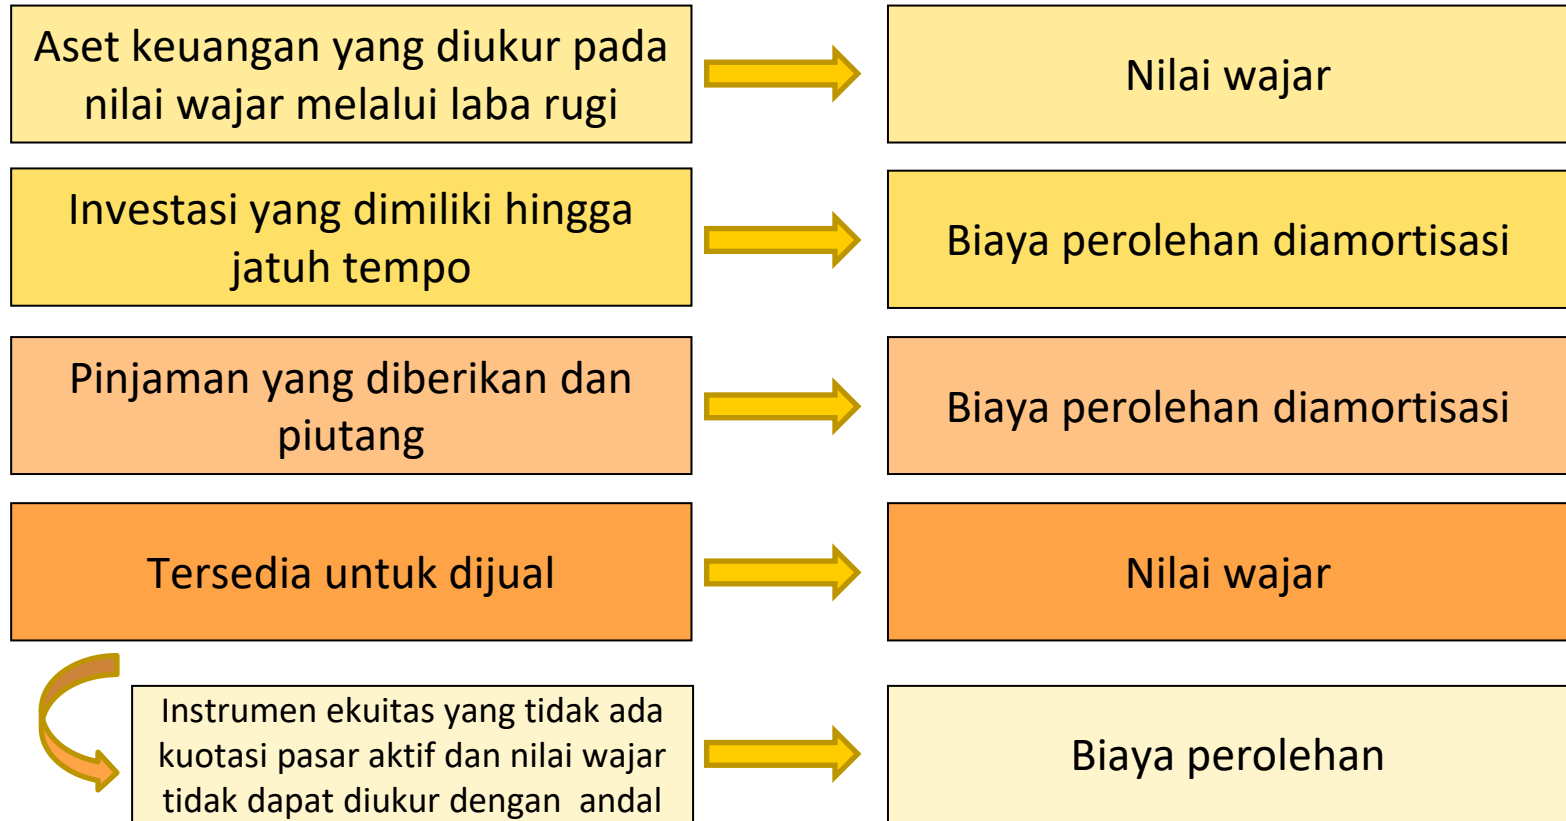 Aset keuangan yang diukur pada
nilai wajar melalui laba rugi
Nilai wajar
Investasi yang dimiliki hingga
jatuh tempo
Biaya perolehan diamortisasi
Pinjaman yang diberikan dan
piutang
Biaya perolehan diamortisasi
Tersedia untuk dijual
Nilai wajar
Instrumen ekuitas yang tidak ada
kuotasi pasar aktif dan nilai wajar
tidak dapat diukur dengan andal
Biaya perolehan